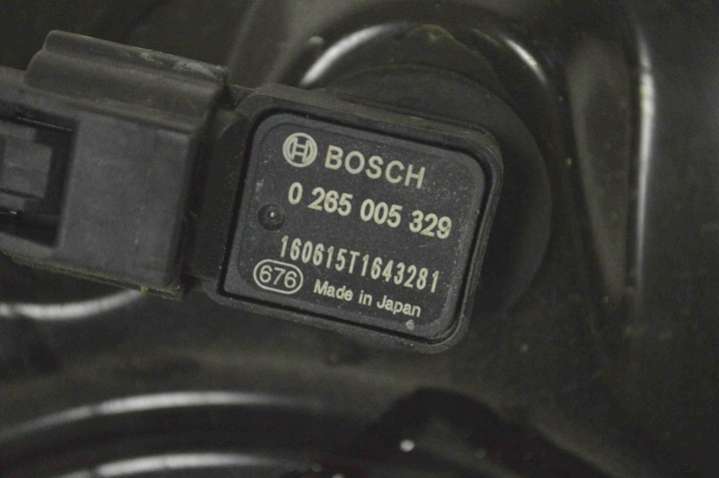 BOSCH
0 265 005 329
160615T1643281
676 Made in Japan